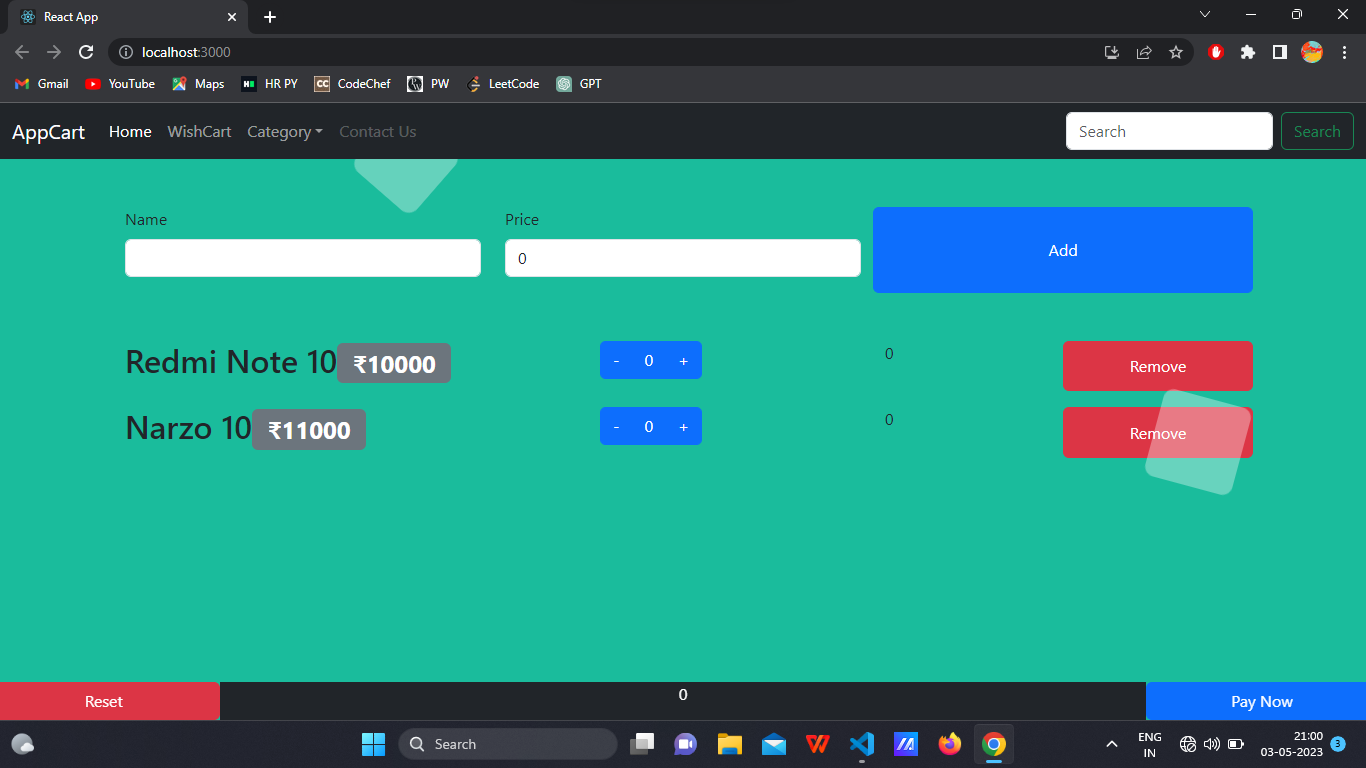 React App
localhost:3000
Gmail YouTube Maps HR PY CodeChef PW LeetCode GPT
AppCart Home WishCart Category Contact Us Search Search
Name Price
0 Add
Redmi Note 10 ₹10000 - 0 + 0 Remove
Narzo 10 ₹11000 - 0 + 0 Remove
Reset 0 Pay Now
Search ENG 21:00
IN 03-05-2023 3